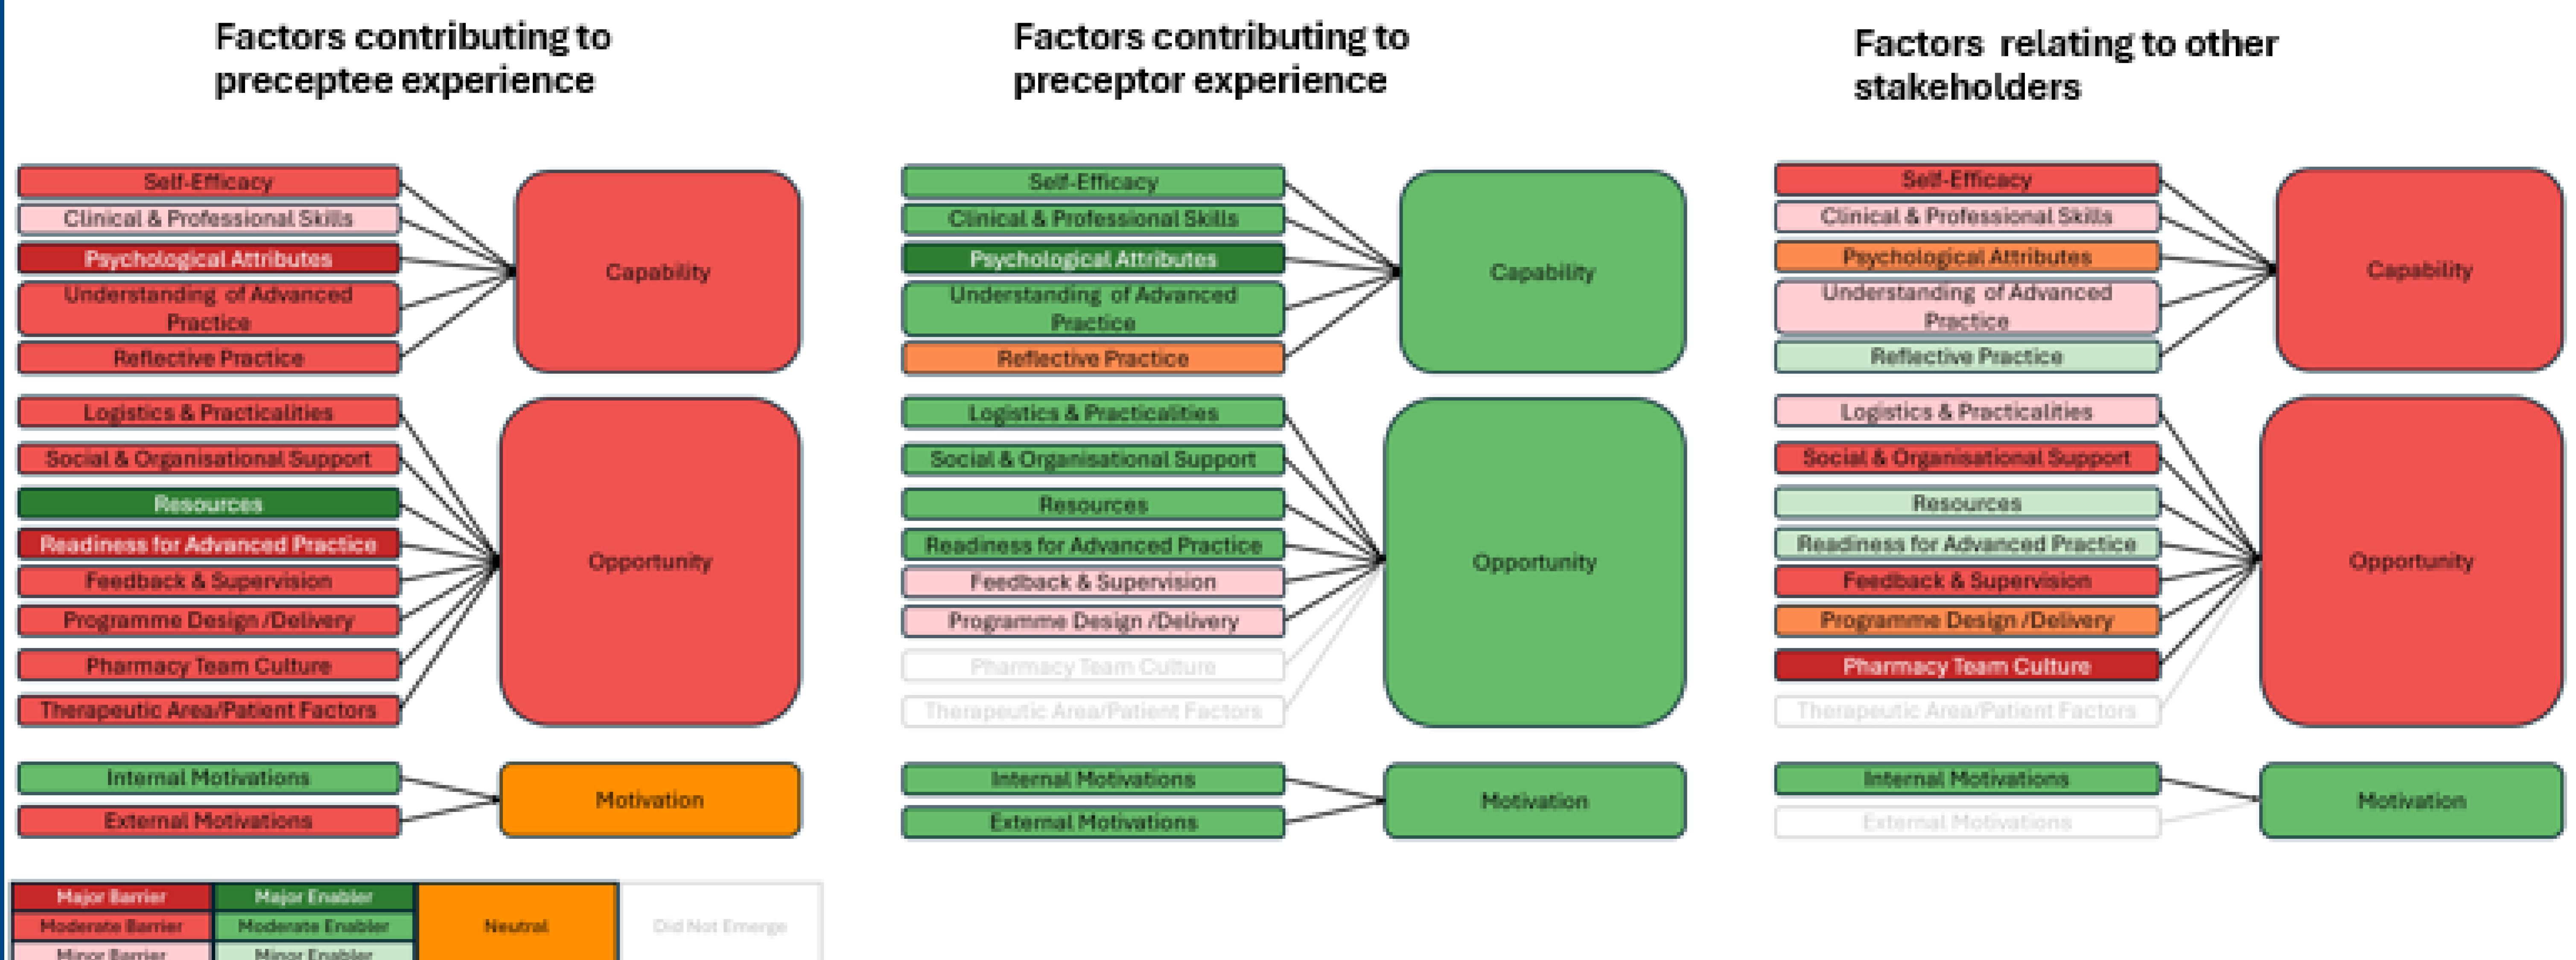 Factors contributing to
preceptee experience
Self-Efficacy
Clinical & Professional Skills
Psychological Attributes
Understanding of Advanced
Practice
Reflective Practice
Capability
Logistics & Practicalities
Social & Organisational Support
Resources
Readiness for Advanced Practice
Feedback & Supervision
Programme Design /Delivery
Pharmacy Team Culture
Therapeutic Area/Patient Factors
Opportunity
Internal Motivations
External Motivations
Motivation
Factors contributing to
preceptor experience
Self-Efficacy
Clinical & Professional Skills
Psychological Attributes
Understanding of Advanced
Practice
Reflective Practice
Capability
Logistics & Practicalities
Social & Organisational Support
Resources
Readiness for Advanced Practice
Feedback & Supervision
Programme Design /Delivery
Pharmacy Team Culture
Therapeutic Area/Patient Factors
Opportunity
Internal Motivations
External Motivations
Motivation
Factors relating to other
stakeholders
Self-Efficacy
Clinical & Professional Skills
Psychological Attributes
Understanding of Advanced
Practice
Reflective Practice
Capability
Logistics & Practicalities
Social & Organisational Support
Resources
Readiness for Advanced Practice
Feedback & Supervision
Programme Design /Delivery
Pharmacy Team Culture
Therapeutic Area/Patient Factors
Opportunity
Internal Motivations
External Motivations
Motivation
Major Barrier
Moderate Barrier
Minor Barrier
Major Enabler
Moderate Enabler
Minor Enabler
Neutral
Did Not Emerge